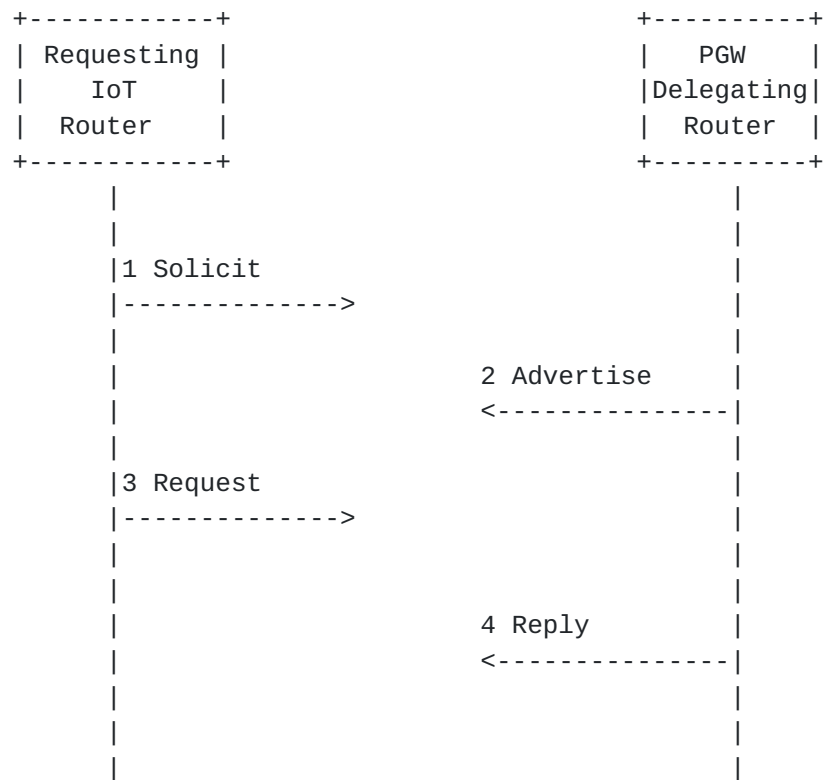 Requesting
PGW
IoT
Delegating
Router
Router
1 Solicit
2 Advertise
3 Request
4 Reply